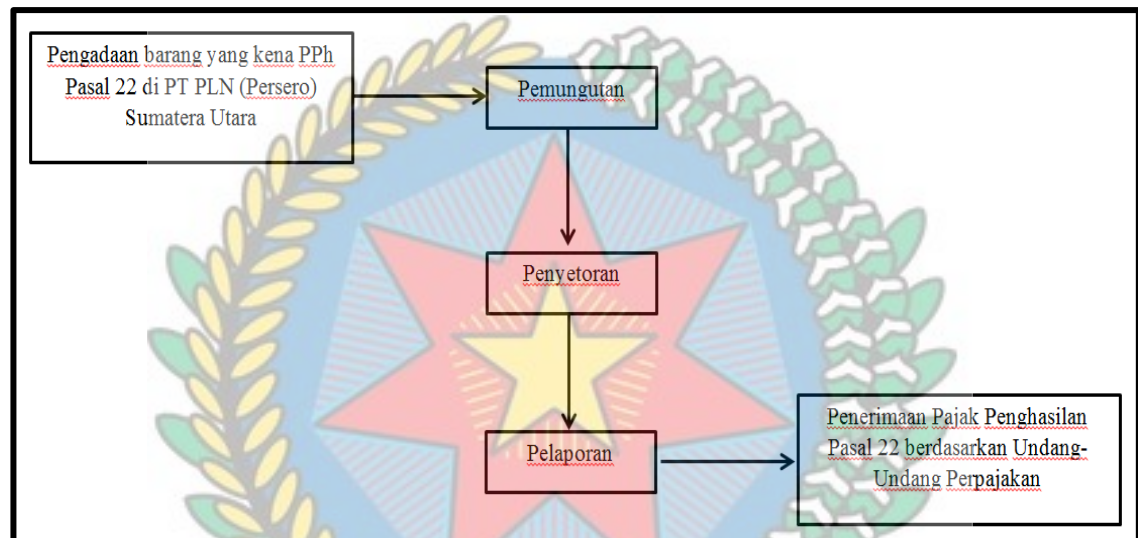 Pengadaan barang yang kena PPh
Pasal 22 di PT PLN (Persero)
Sumatera Utara
Pemungutan
Penyetoran
Pelaporan
Penerimaan Pajak Penghasilan
Pasal 22 berdasarkan Undang-
Undang Perpajakan